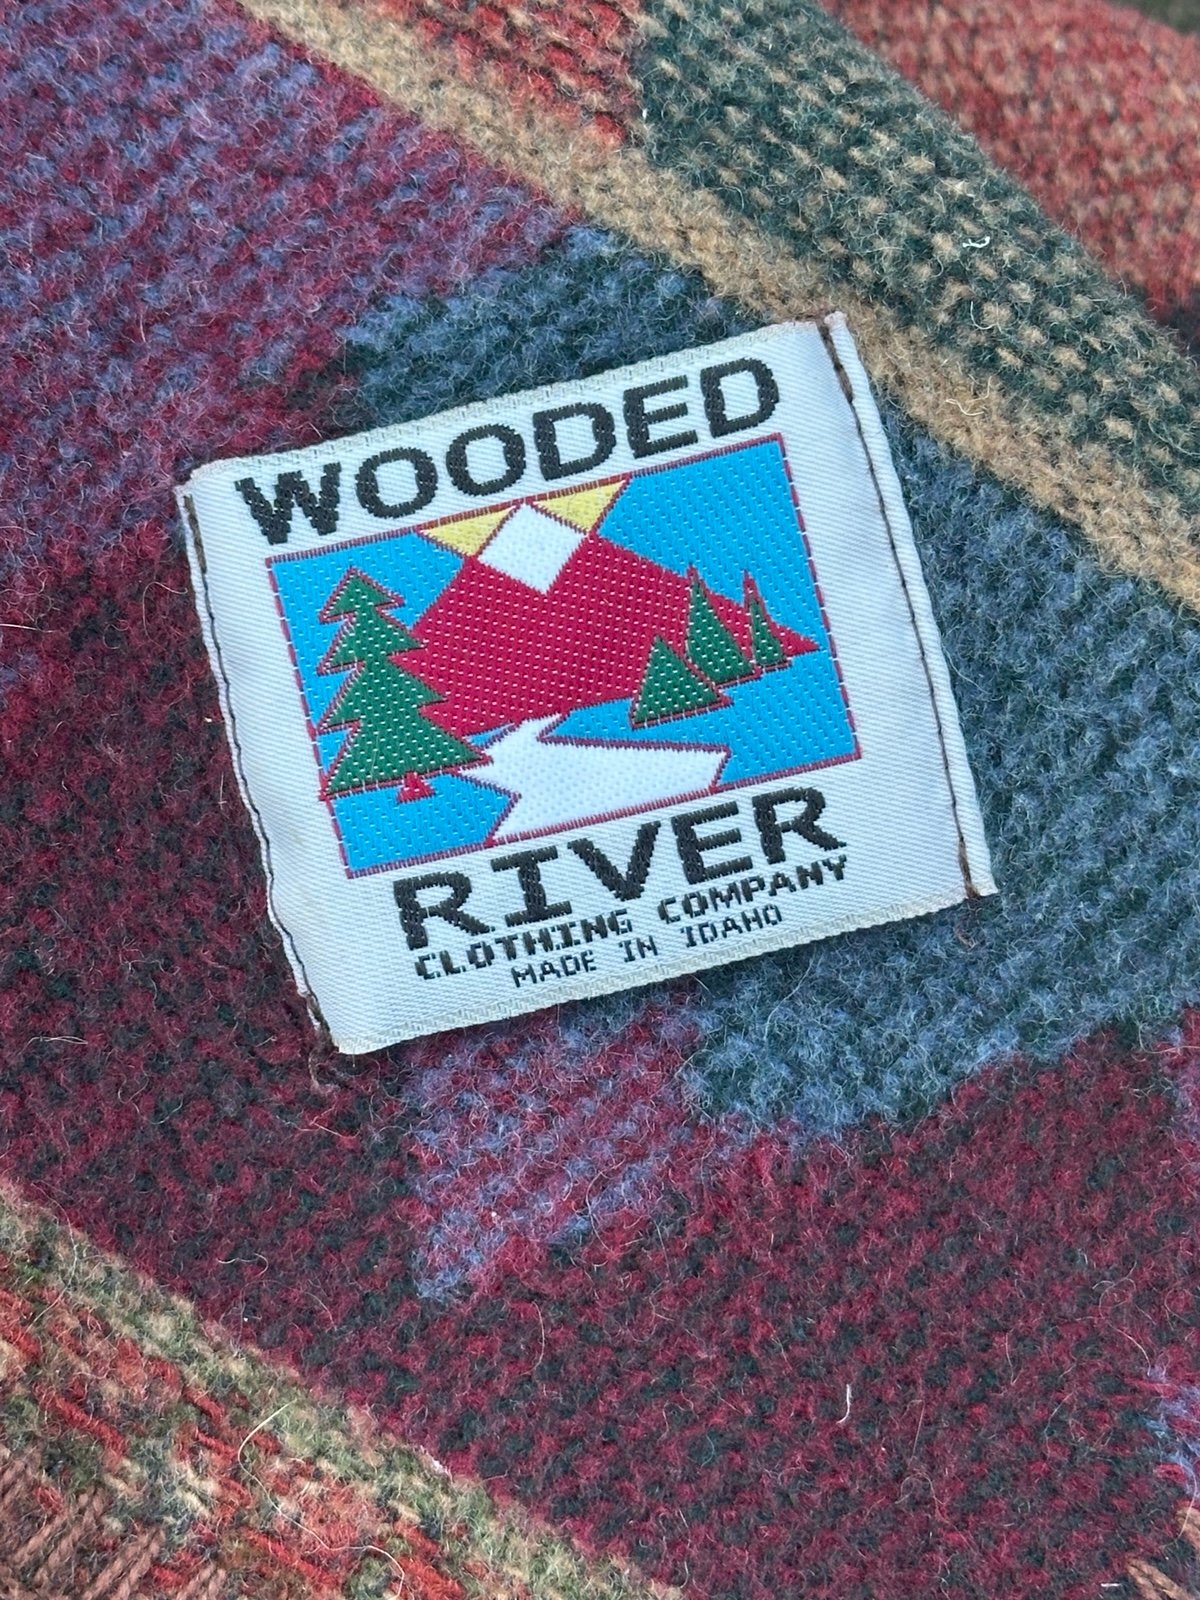 WOODED
RIVER
CLOTHING COMPANY
MADE IN IDAHO